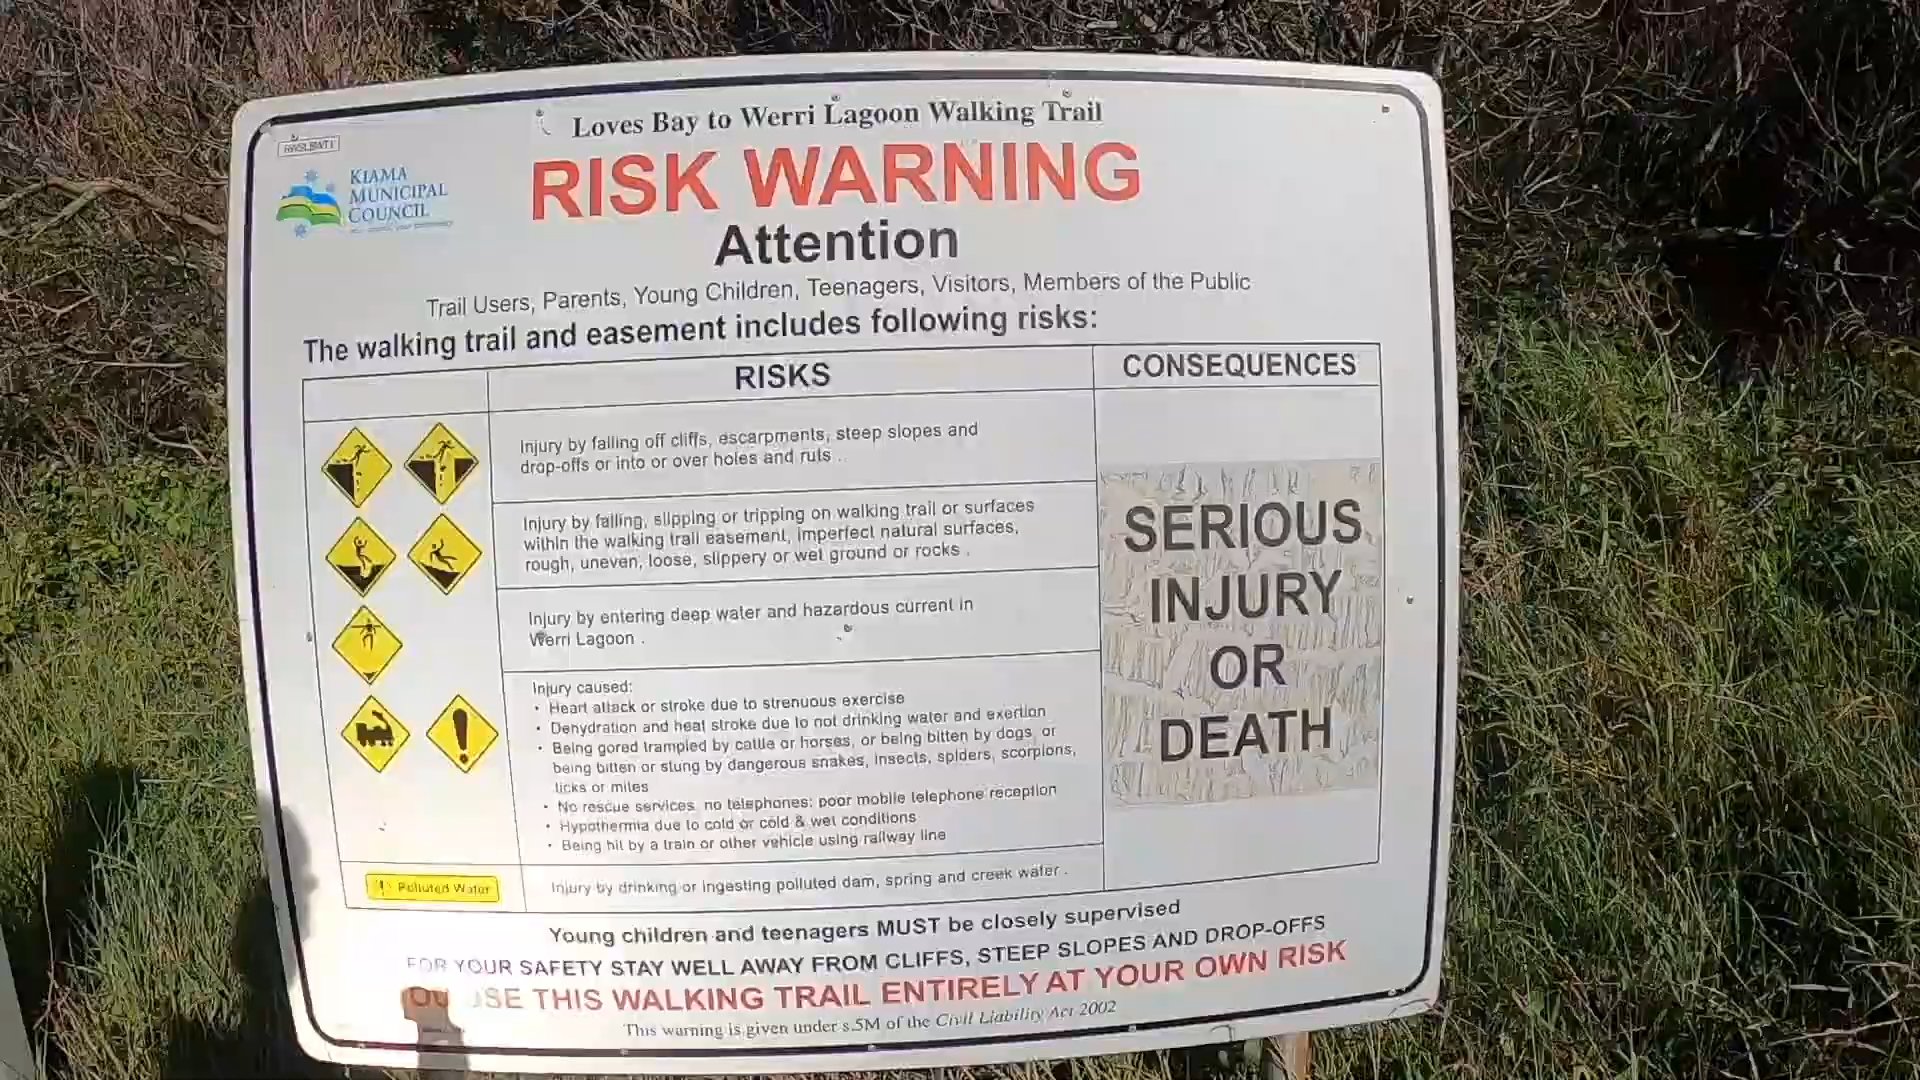 Loves Bay to Werri Lagoon Walking Trail
KIAMA
MUNICIPAL
COUNCIL
RISK WARNING
Attention
Trail Users, Parents, Young Children, Teenagers, Visitors, Members of the Public
The walking trail and easement includes following risks:
RISKS
CONSEQUENCES
Injury by falling off cliffs, escarpments, steep slopes and
drop-offs or into or over holes and ruts .
Injury by falling, slipping or tripping on walking trail or surfaces
within the walking trail easement, imperfect natural surfaces,
rough, uneven, loose, slippery or wet ground or rocks .
Injury by entering deep water and hazardous current in
Werri Lagoon .
Injury caused:
• Heart attack or stroke due to strenuous exercise
• Dehydration and heat stroke due to not drinking water and exertion
• Being gored trampled by cattle or horses, or being bitten by dogs, or
being bitten or stung by dangerous snakes, insects, spiders, scorpions,
ticks or mites
• No rescue services, no telephones; poor mobile telephone reception
• Hypothermia due to cold or cold & wet conditions
• Being hit by a train or other vehicle using railway line
! Polluted Water
Injury by drinking or ingesting polluted dam, spring and creek water .
SERIOUS
INJURY
OR
DEATH
Young children and teenagers MUST be closely supervised
FOR YOUR SAFETY STAY WELL AWAY FROM CLIFFS, STEEP SLOPES AND DROP-OFFS
THIS WALKING TRAIL ENTIRELY AT YOUR OWN RISK
This warning is given under s.5M of the Civil Liability Act 2002